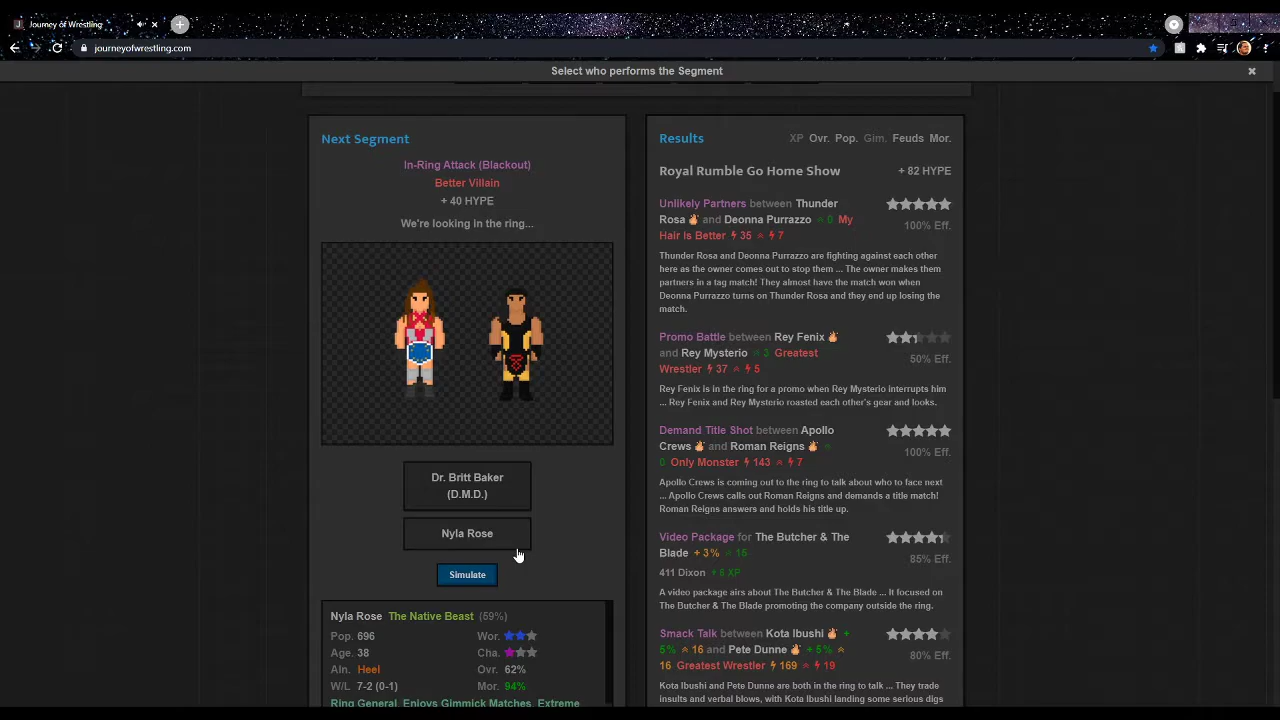 Journey of Wrestling
journeyofwrestling.com
Select who performs the Segment
Next Segment
In-Ring Attack (Blackout)
Better Villain
+ 40 HYPE
We're looking in the ring...
Dr. Britt Baker
(D.M.D.)
Nyla Rose
Simulate
Nyla Rose The Native Beast (59%)
Pop. 696 Wor.
Age. 38 Cha.
Aln. Heel Ovr. 62%
W/L 7-2 (0-1) Mor. 94%
Ring General, Enjoys Gimmick Matches, Extreme
Results XP Ovr. Pop. Gim. Feuds Mor.
Royal Rumble Go Home Show + 82 HYPE
Unlikely Partners between Thunder
Rosa and Deonna Purrazzo 0 My
Hair Is Better 35 7
100% Eff.
Thunder Rosa and Deonna Purrazzo are fighting against each other
here as the owner comes out to stop them ... The owner makes them
partners in a tag match! They almost have the match won when
Deonna Purrazzo turns on Thunder Rosa and they end up losing the
match.
Promo Battle between Rey Fenix
and Rey Mysterio 3 Greatest
Wrestler 37 5
50% Eff.
Rey Fenix is in the ring for a promo when Rey Mysterio interrupts him
... Rey Fenix and Rey Mysterio roasted each other's gear and looks.
Demand Title Shot between Apollo
Crews and Roman Reigns
0 Only Monster 143 7
100% Eff.
Apollo Crews is coming out to the ring to talk about who to face next
... Apollo Crews calls out Roman Reigns and demands a title match!
Roman Reigns answers and holds his title up.
Video Package for The Butcher & The
Blade + 3% 15
85% Eff.
411 Dixon + 5 XP
A video package airs about The Butcher & The Blade ... It focused on
The Butcher & The Blade promoting the company outside the ring.
Smack Talk between Kota Ibushi +
5% 16 and Pete Dunne + 5%
16 Greatest Wrestler 169 19
80% Eff.
Kota Ibushi and Pete Dunne are both in the ring to talk ... They trade
insults and verbal blows, with Kota Ibushi landing some serious digs